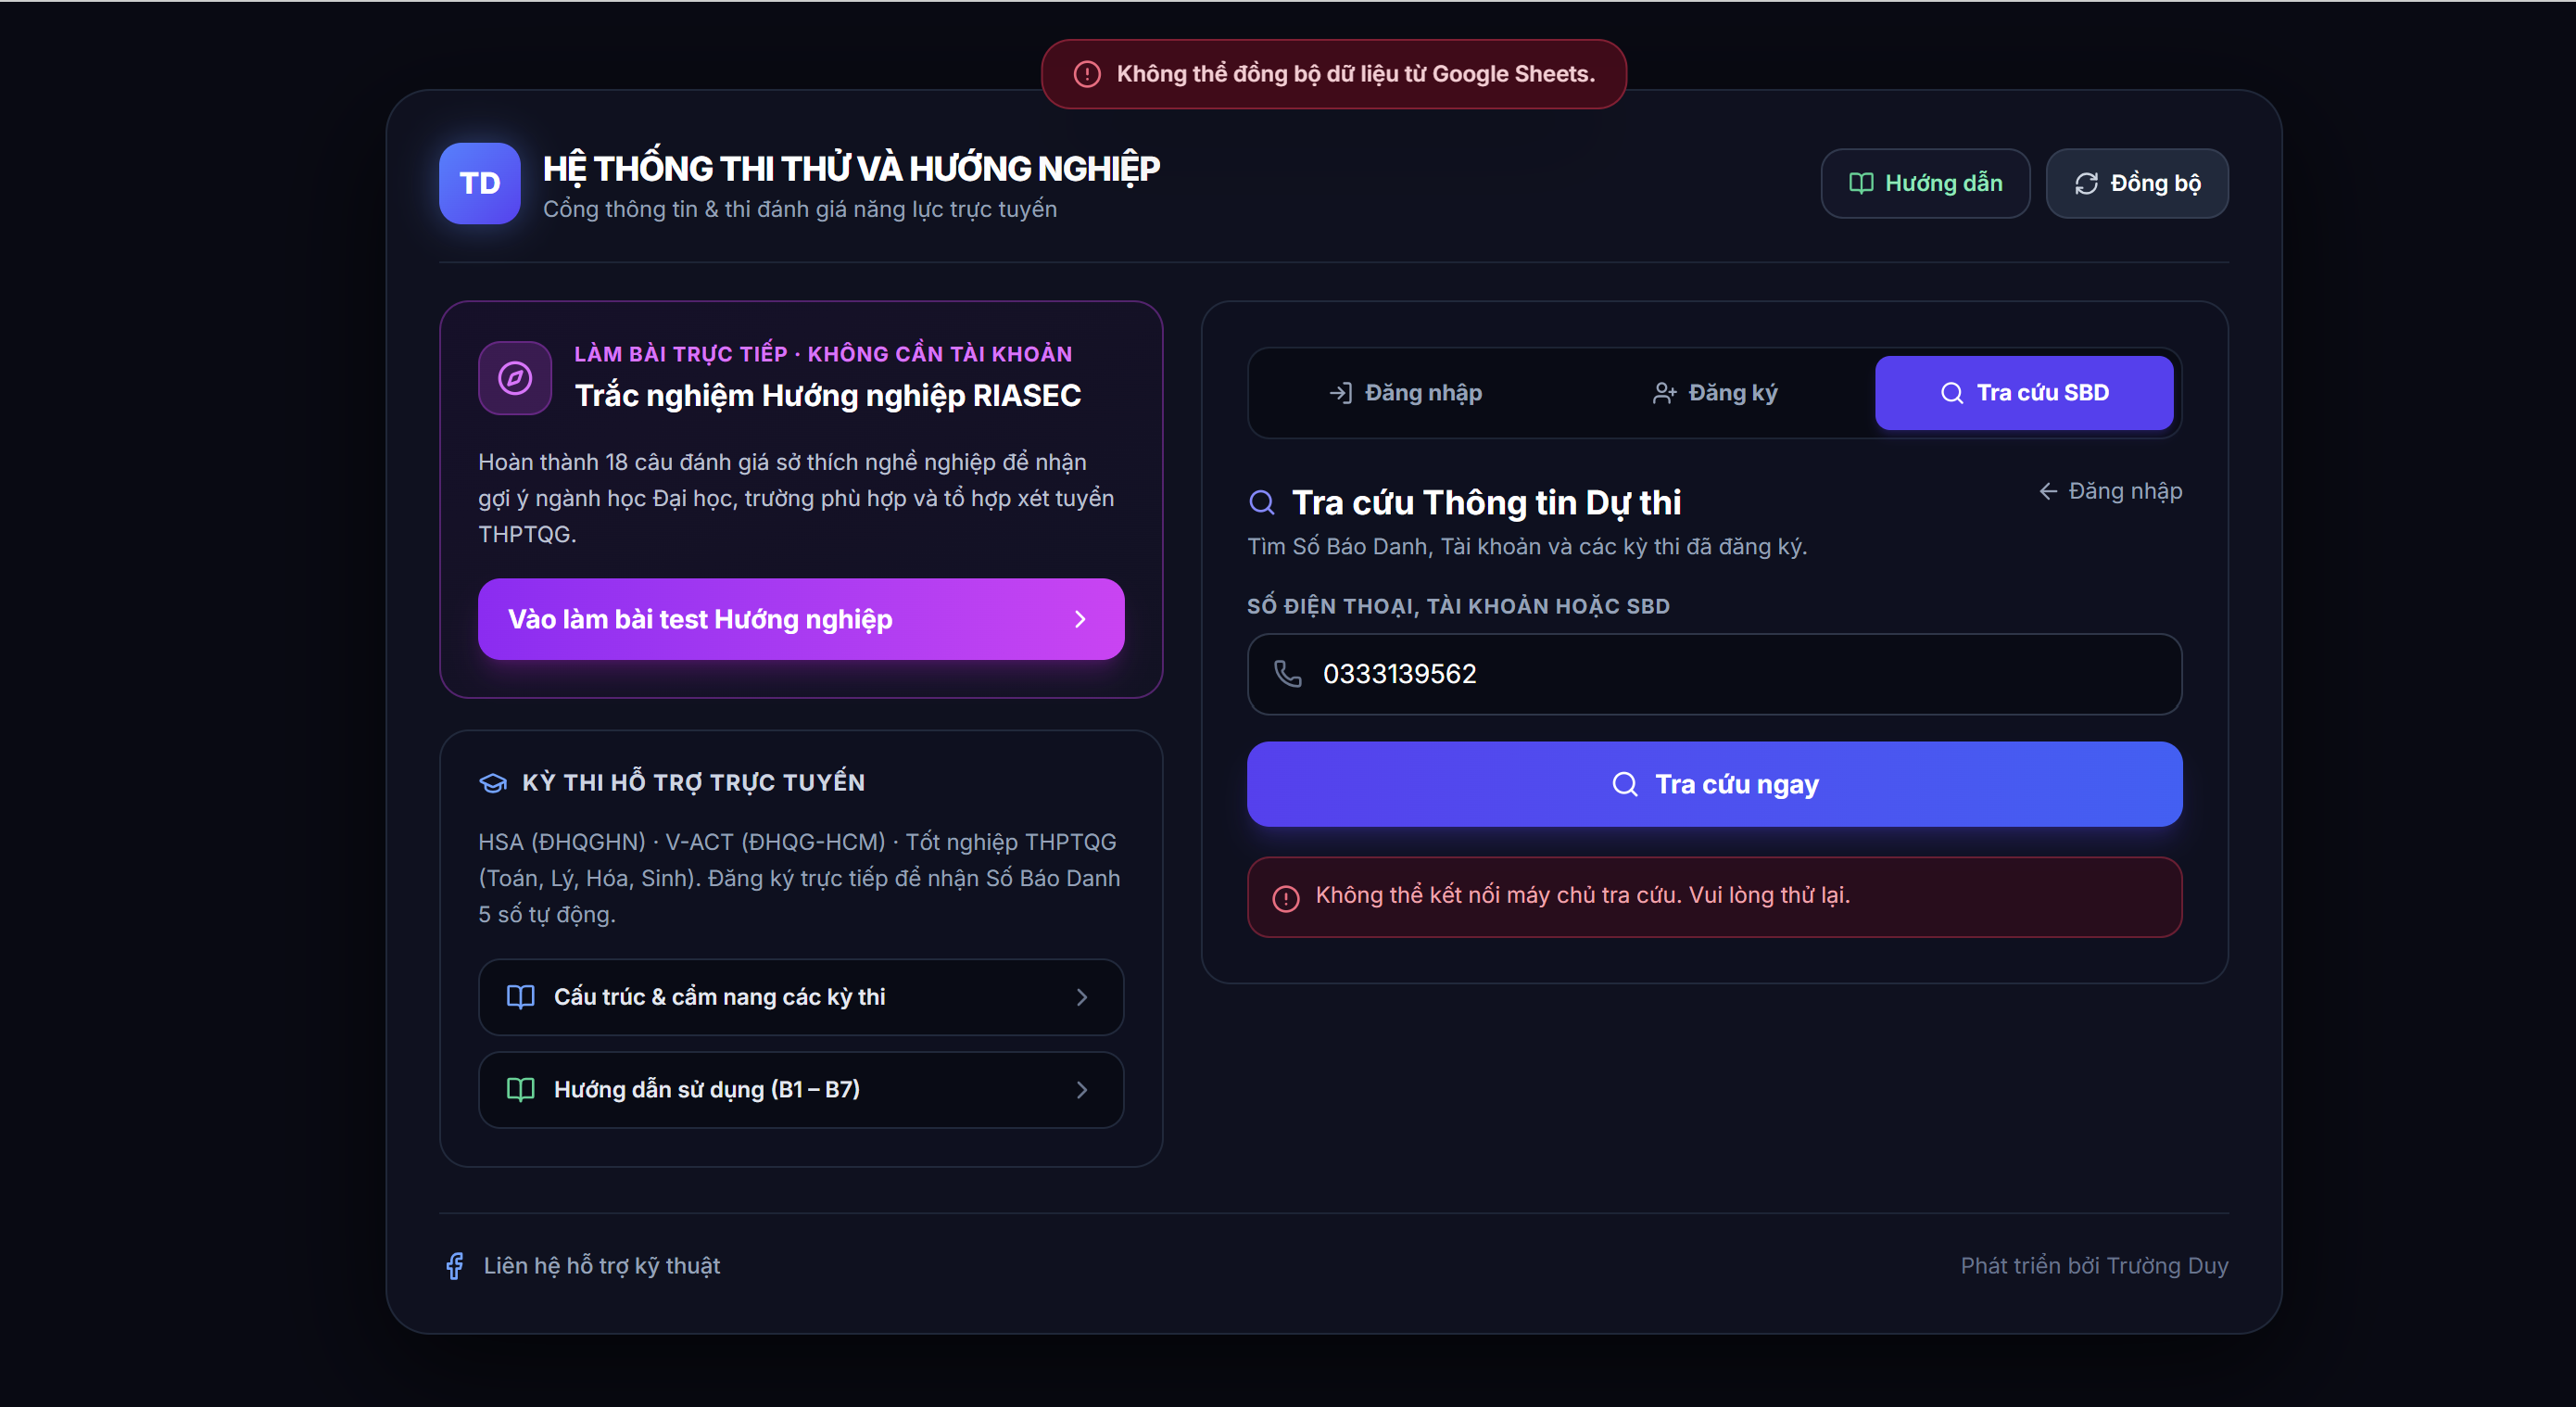 Không thể đồng bộ dữ liệu từ Google Sheets.
TD
HỆ THỐNG THI THỬ VÀ HƯỚNG NGHIỆP
Cổng thông tin & thi đánh giá năng lực trực tuyến
Hướng dẫn
Đồng bộ
LÀM BÀI TRỰC TIẾP · KHÔNG CẦN TÀI KHOẢN
Trắc nghiệm Hướng nghiệp RIASEC
Hoàn thành 18 câu đánh giá sở thích nghề nghiệp để nhận
gợi ý ngành học Đại học, trường phù hợp và tổ hợp xét tuyển
THPTQG.
Vào làm bài test Hướng nghiệp
KỲ THI HỖ TRỢ TRỰC TUYẾN
HSA (ĐHQGHN) · V-ACT (ĐHQG-HCM) · Tốt nghiệp THPTQG
(Toán, Lý, Hóa, Sinh). Đăng ký trực tiếp để nhận Số Báo Danh
5 số tự động.
Cấu trúc & cẩm nang các kỳ thi
Hướng dẫn sử dụng (B1 – B7)
Đăng nhập
Đăng ký
Tra cứu SBD
Tra cứu Thông tin Dự thi
Đăng nhập
Tìm Số Báo Danh, Tài khoản và các kỳ thi đã đăng ký.
SỐ ĐIỆN THOẠI, TÀI KHOẢN HOẶC SBD
0333139562
Tra cứu ngay
Không thể kết nối máy chủ tra cứu. Vui lòng thử lại.
Liên hệ hỗ trợ kỹ thuật
Phát triển bởi Trường Duy